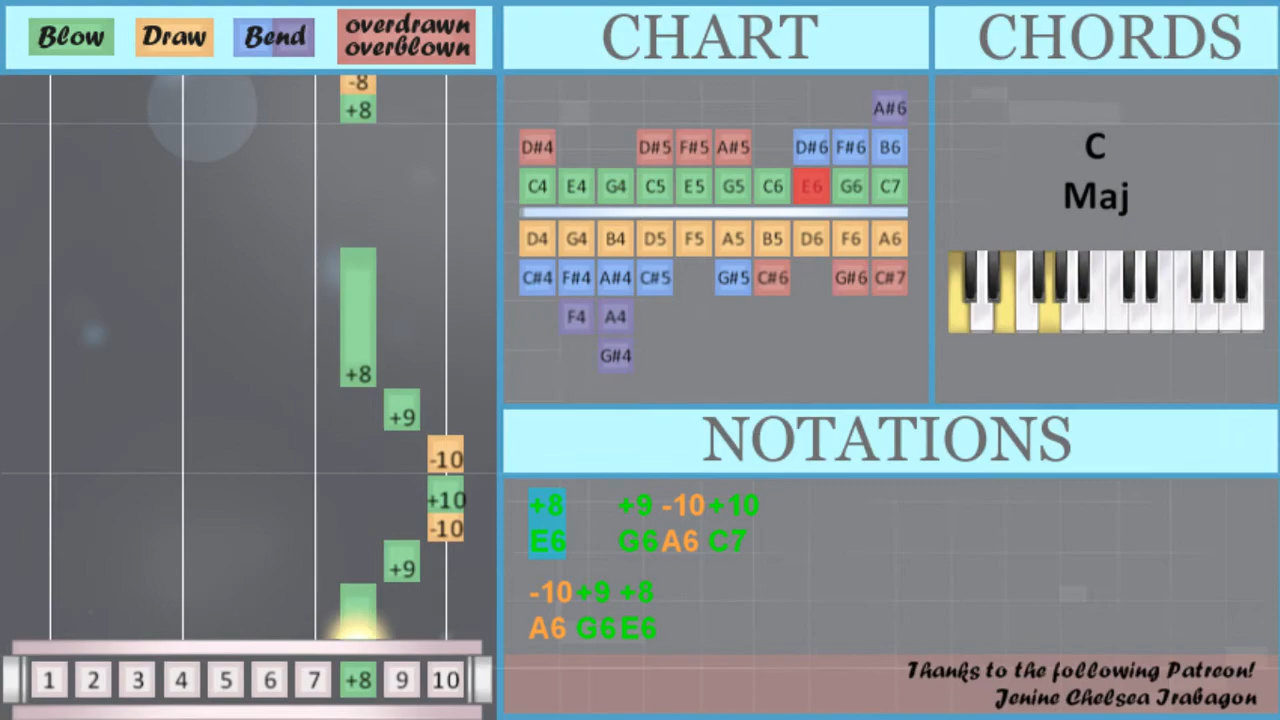 Blow Draw Bend overdrawn
overblown
CHART
CHORDS
-8
+8
+8
+9
-10
+10
-10
+9
1 2 3 4 5 6 7 +8 9 10
A#6
D#4 D#5 F#5 A#5 D#6 F#6 B6
C4 E4 G4 C5 E5 G5 C6 E6 G6 C7
D4 G4 B4 D5 F5 A5 B5 D6 F6 A6
C#4 F#4 A#4 C#5 G#5 C#6 G#6 C#7
F4 A4
G#4
C
Maj
NOTATIONS
+8 +9 -10 +10
E6 G6 A6 C7
-10 +9 +8
A6 G6 E6
Thanks to the following Patreon!
Jenine Chelsea Trabagon